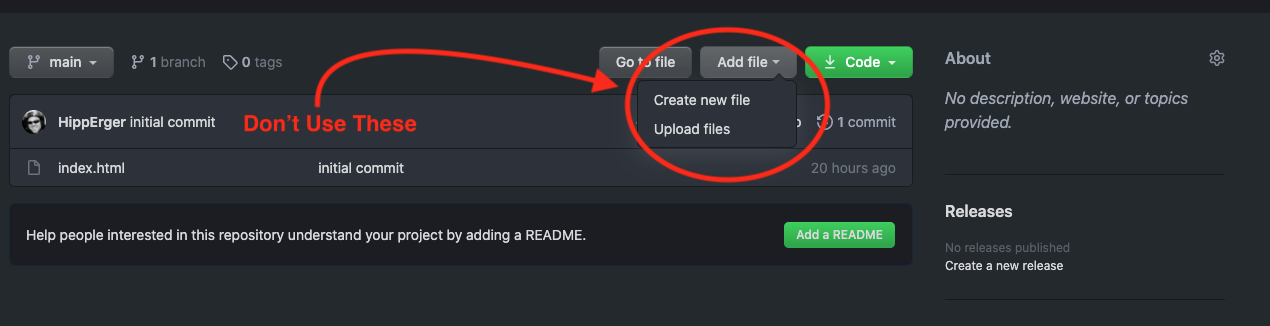 main
1 branch
0 tags
Go to file
Add file
Code
About
Create new file
Upload files
No description, website, or topics
provided.
HippErger initial commit
Don't Use These
1 commit
index.html
initial commit
20 hours ago
Releases
Help people interested in this repository understand your project by adding a README.
Add a README
No releases published
Create a new release